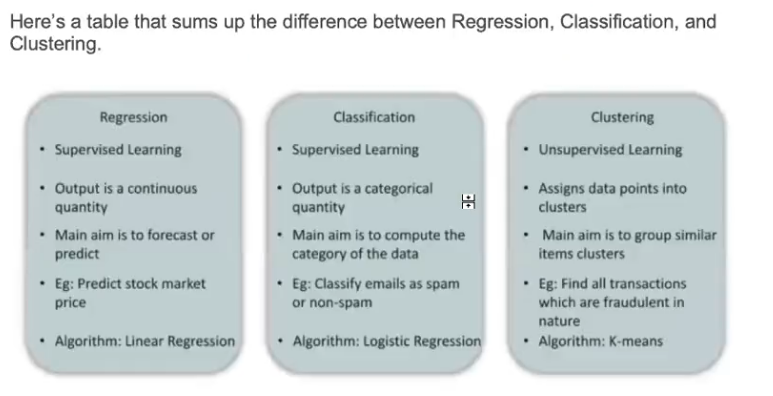 Here's a table that sums up the difference between Regression, Classification, and
Clustering.
Regression
• Supervised Learning
• Output is a continuous
quantity
• Main aim is to forecast or
predict
• Eg: Predict stock market
price
• Algorithm: Linear Regression
Classification
• Supervised Learning
• Output is a categorical
quantity
• Main aim is to compute the
category of the data
• Eg: Classify emails as spam
or non-spam
• Algorithm: Logistic Regression
Clustering
• Unsupervised Learning
• Assigns data points into
clusters
• Main aim is to group similar
items clusters
• Eg: Find all transactions
which are fraudulent in
nature
• Algorithm: K-means